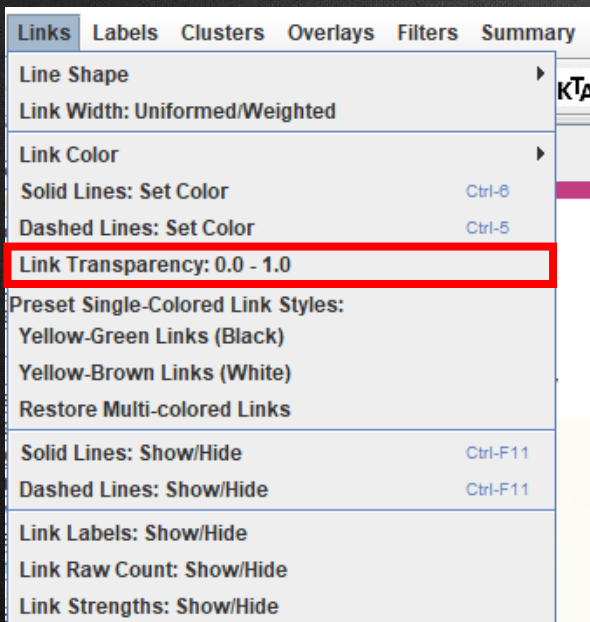 Links Labels Clusters Overlays Filters Summary
Line Shape
Link Width: Uniformed/Weighted
Link Color
Solid Lines: Set Color Ctrl-6
Dashed Lines: Set Color Ctrl-5
Link Transparency: 0.0 - 1.0
Preset Single-Colored Link Styles:
Yellow-Green Links (Black)
Yellow-Brown Links (White)
Restore Multi-colored Links
Solid Lines: Show/Hide Ctrl-F11
Dashed Lines: Show/Hide Ctrl-F11
Link Labels: Show/Hide
Link Raw Count: Show/Hide
Link Strengths: Show/Hide